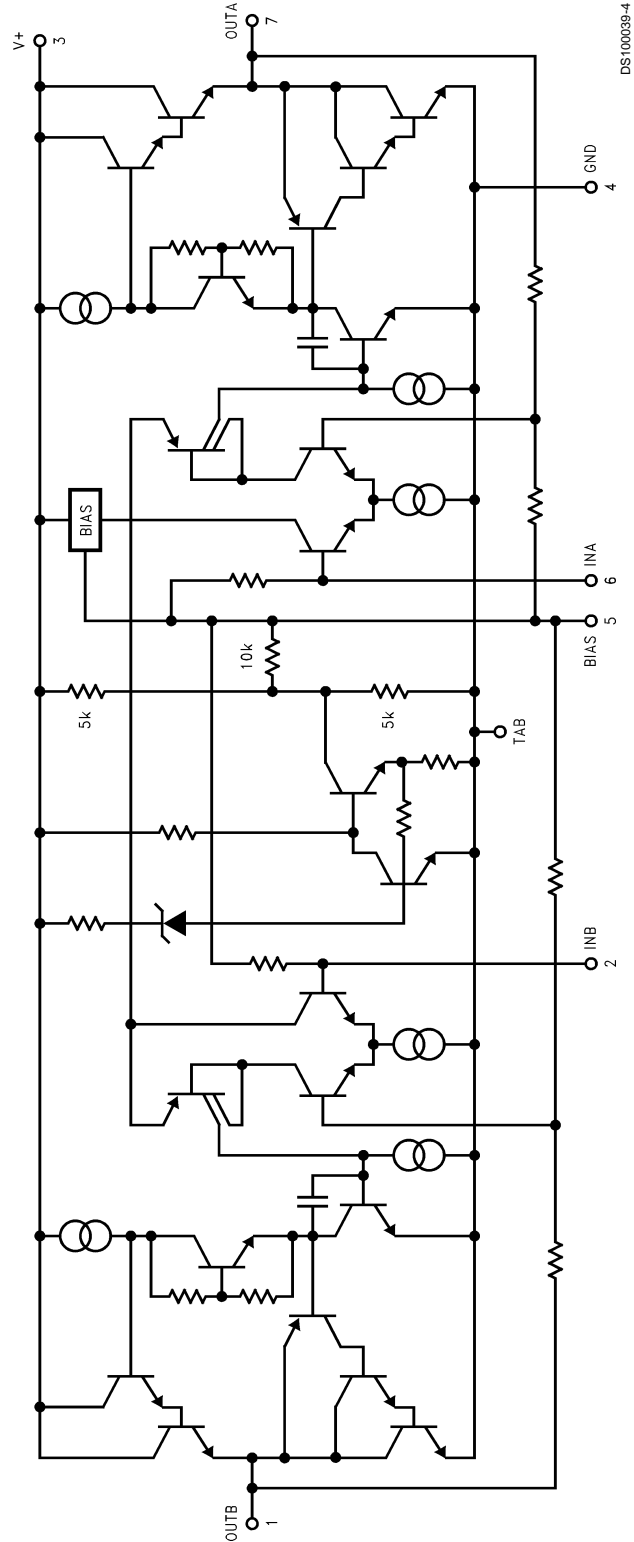 DS100039-4
V+
3
OUTA
7
GND
4
BIAS
INA
6
BIAS
5
10k
5k
5k
TAB
INB
2
OUTB
1